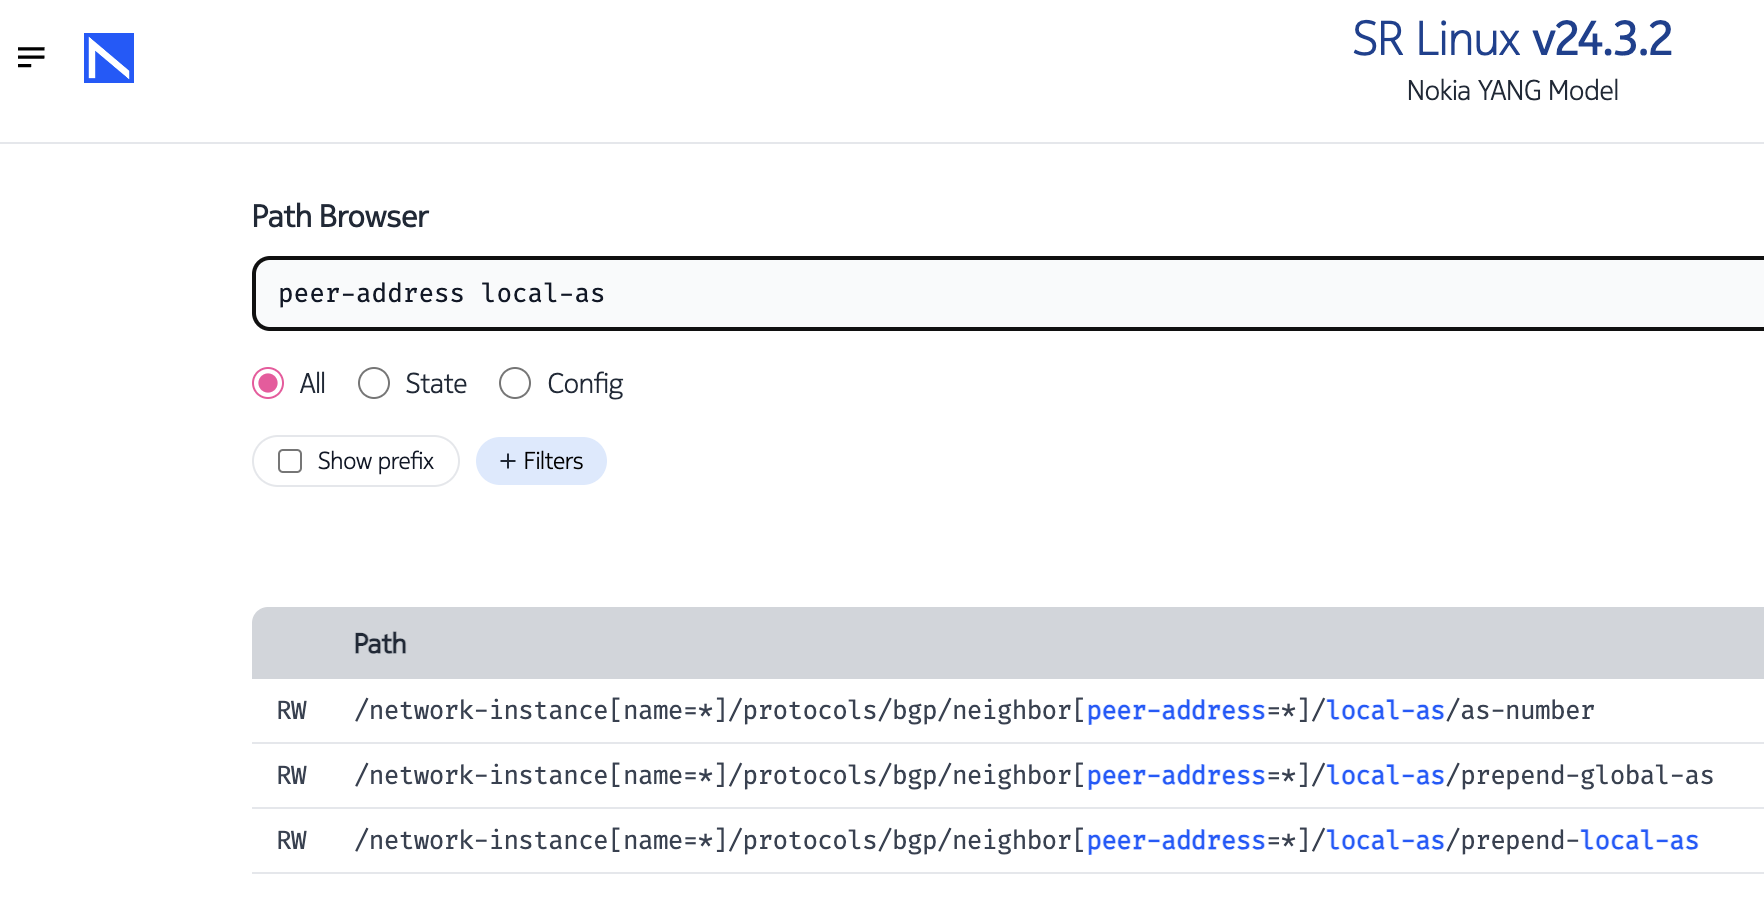 SR Linux v24.3.2
Nokia YANG Model
Path Browser
peer-address local-as
All State Config
Show prefix + Filters
Path
RW /network-instance[name=*]/protocols/bgp/neighbor[peer-address=*]/local-as/as-number
RW /network-instance[name=*]/protocols/bgp/neighbor[peer-address=*]/local-as/prepend-global-as
RW /network-instance[name=*]/protocols/bgp/neighbor[peer-address=*]/local-as/prepend-local-as